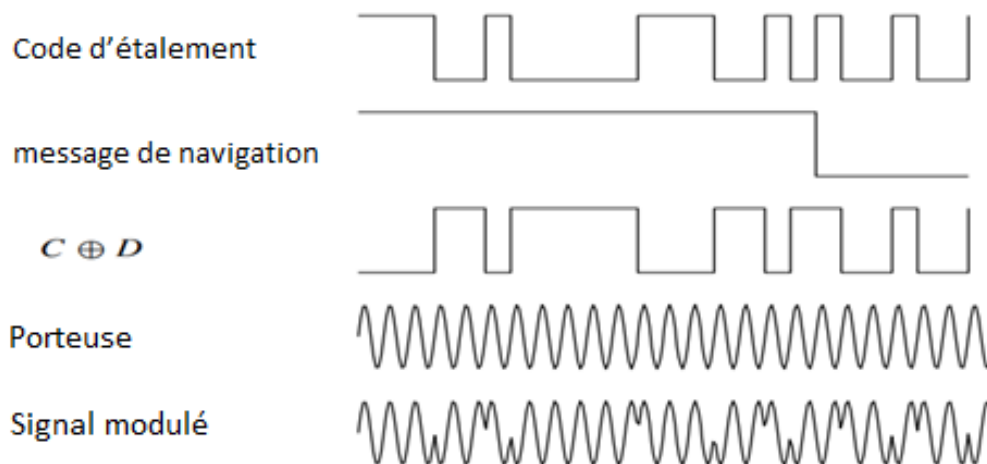 Code d’étalement
message de navigation
C ⊕ D
Porteuse
Signal modulé